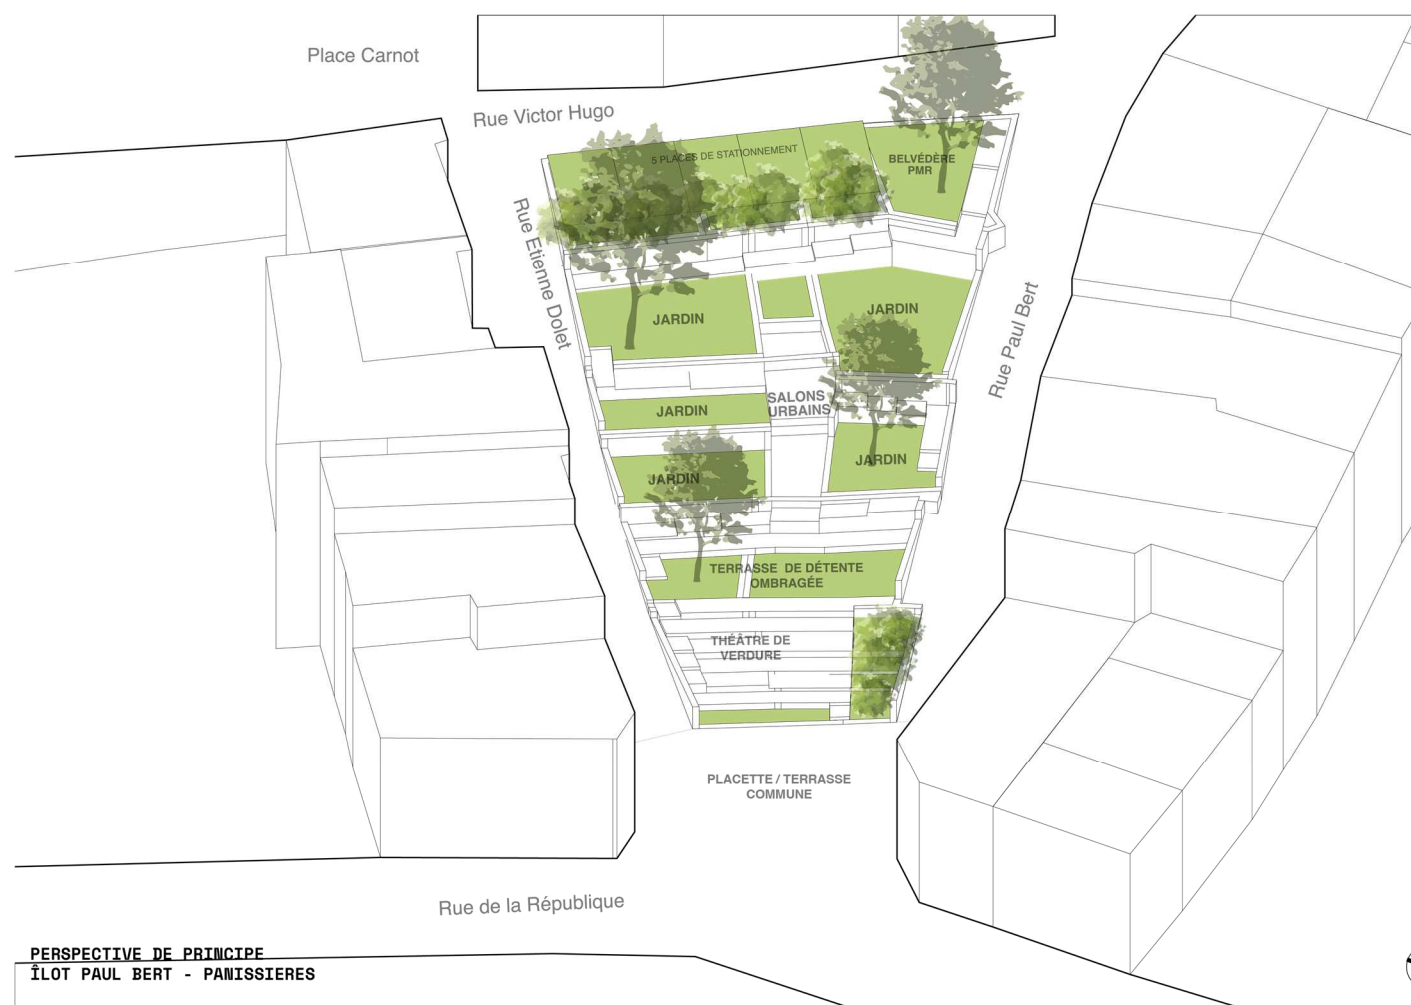 Place Carnot
Rue Victor Hugo
5 PLACES DE STATIONNEMENT
BELVÉDÈRE
PMR
Rue Etienne Dolet
Rue Paul Bert
JARDIN
JARDIN
SALONS
URBAINS
JARDIN
JARDIN
JARDIN
TERRASSE DE DÉTENTE
OMBRAGÉE
THÉÂTRE DE
VERDURE
PLACETTE / TERRASSE
COMMUNE
Rue de la République
PERSPECTIVE DE PRINCIPE
ÎLOT PAUL BERT - PANISSIERES